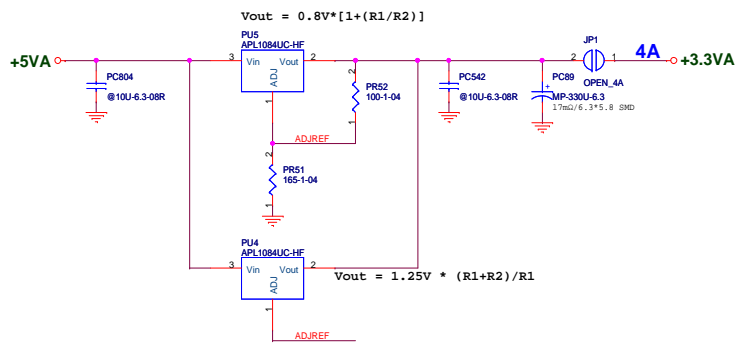 Vout = 0.8V*[1+(R1/R2)]
PU5
APL1084UC-HF
JP1
4A
+5VA
3
Vin
Vout
2
2
1
+3.3VA
ADJ
PC804
@10U-6.3-08R
2
PR52
100-1-04
1
PC542
@10U-6.3-08R
PC89
+
MP-330U-6.3
17mΩ/6.3*5.8 SMD
OPEN_4A
1
ADJREF
2
PR51
165-1-04
1
PU4
APL1084UC-HF
3
Vin
Vout
2
ADJ
Vout = 1.25V * (R1+R2)/R1
1
ADJREF